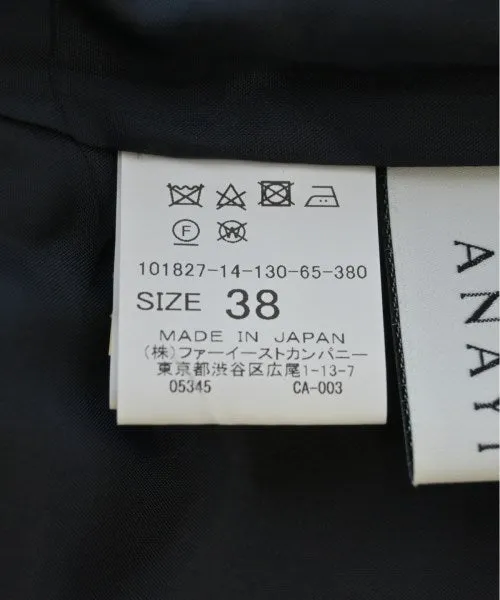 F W
101827-14-130-65-380
SIZE 38
MADE IN JAPAN
(株)ファーイーストカンパニー
東京都渋谷区広尾1-13-7
05345 CA-003
ANAYI